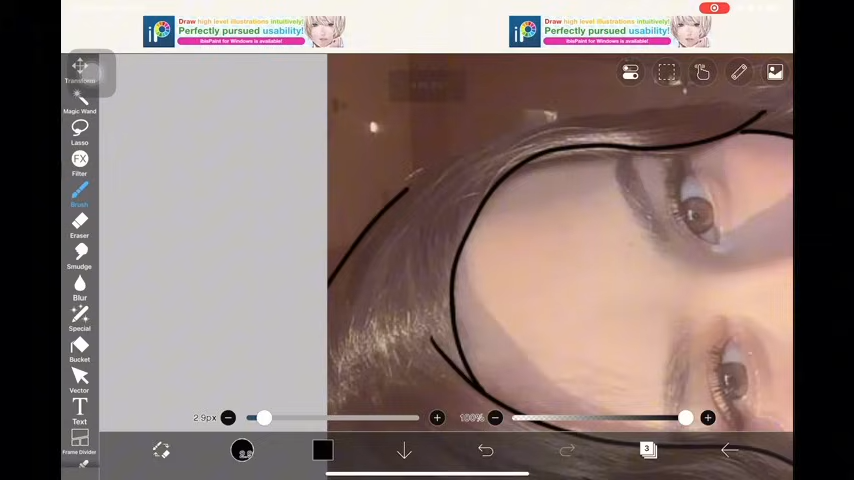 Draw high level illustrations intuitively!
Perfectly pursued usability!
ibisPaint for Windows is available!
Draw high level illustrations intuitively!
Perfectly pursued usability!
ibisPaint for Windows is available!
Transform
Magic Wand
Lasso
FX
Filter
Brush
Eraser
Smudge
Blur
Special
Bucket
Vector
T
Text
Frame Divider
2.9px
100%
2.9
3